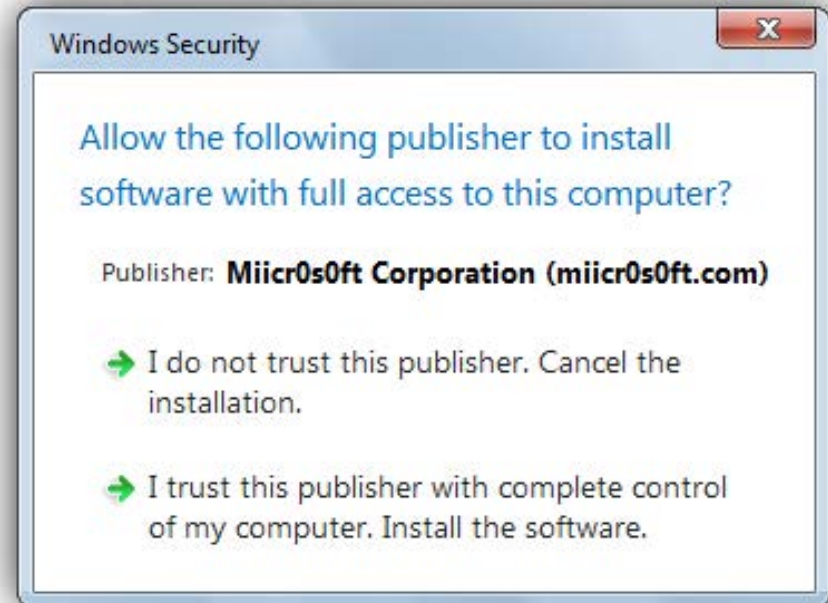 Windows Security
Allow the following publisher to install
software with full access to this computer?
Publisher: Miicr0s0ft Corporation (miicr0s0ft.com)
I do not trust this publisher. Cancel the
installation.
I trust this publisher with complete control
of my computer. Install the software.